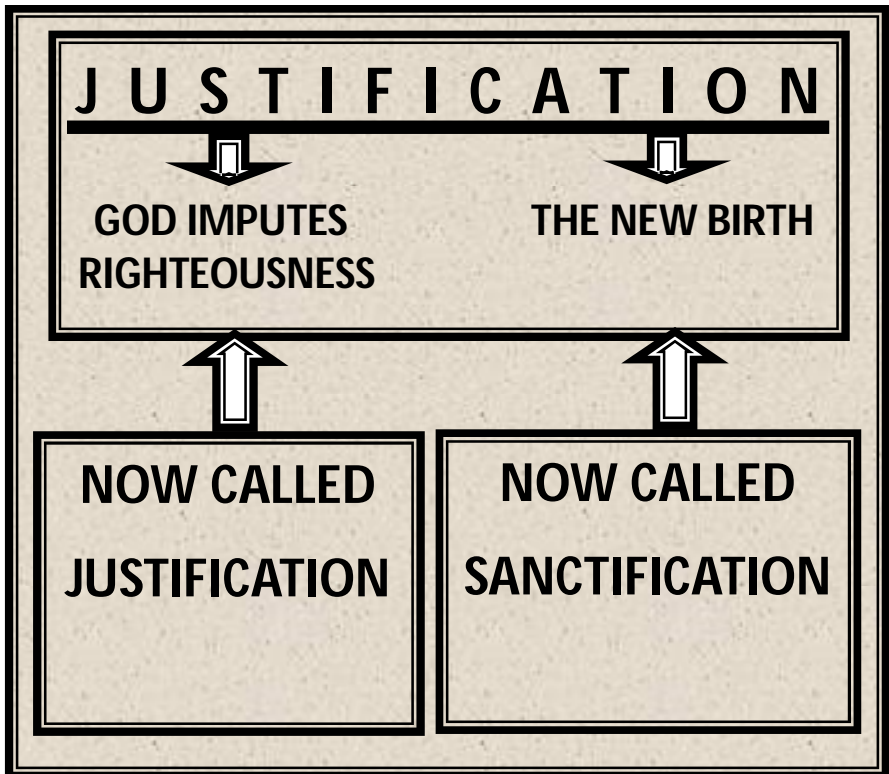 JUSTIFICATION
GOD IMPUTES
RIGHTEOUSNESS
THE NEW BIRTH
NOW CALLED
JUSTIFICATION
NOW CALLED
SANCTIFICATION